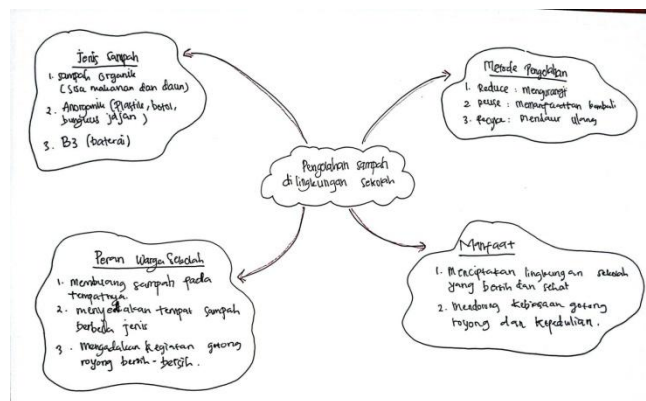 Jenis Sampah
1. sampah organik
(sisa makanan dan daun)
2. Anorganik (Plastik, botol,
bungkus jajan)
3. B3 (baterai)
Metode Pengolahan
1. Reduce : Mengurangi
2. reuse : memanfaatkan kembali
3. : mendaur ulang
Pengolahan sampah
di lingkungan sekolah
Peran Warga Sekolah
1. membuang sampah pada
tempatnya.
2. menyediakan tempat sampah
berbeda jenis
3. mengadakan kegiatan gotong
royong bersih-bersih.
Manfaat
1. Menciptakan lingkungan sekolah
yang bersih dan sehat
2. Mendorong kebiasaan gotong
royong dan kepedulian.